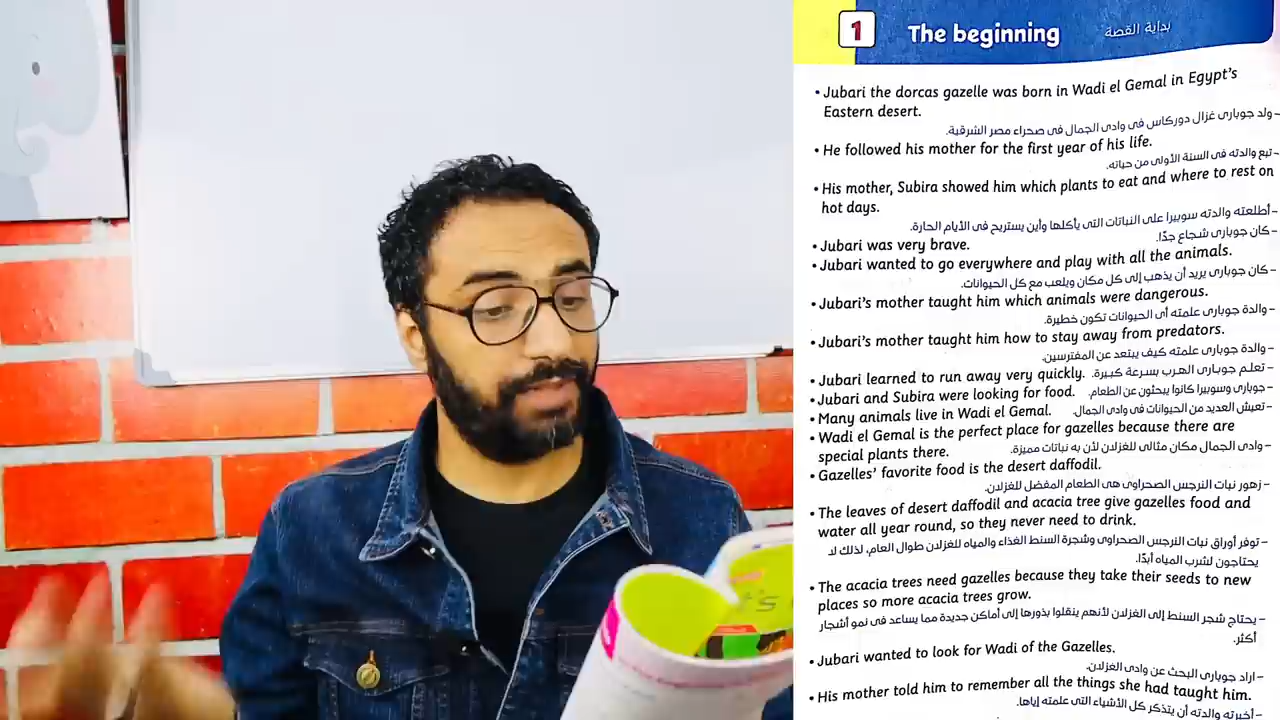 1 The beginning بداية القصة
• Jubari the dorcas gazelle was born in Wadi el Gemal in Egypt's
Eastern desert.
– ولد جوبارى غزال دوركاس فى وادى الجمال فى صحراء مصر الشرقية.
• He followed his mother for the first year of his life.
– تبع والدته فى السنة الأولى من حياته.
• His mother, Subira showed him which plants to eat and where to rest on
hot days.
– أطلعته والدته سوبيرا على النباتات التى يأكلها وأين يستريح فى الأيام الحارة.
• Jubari was very brave.
– كان جوبارى شجاع جدًا.
• Jubari wanted to go everywhere and play with all the animals.
– كان جوبارى يريد أن يذهب إلى كل مكان ويلعب مع كل الحيوانات.
• Jubari's mother taught him which animals were dangerous.
– والدة جوبارى علمته أى الحيوانات تكون خطيرة.
• Jubari's mother taught him how to stay away from predators.
– والدة جوبارى علمته كيف يبتعد عن المفترسين.
• Jubari learned to run away very quickly. – تعلم جوبارى الهرب بسرعة كبيرة.
• Jubari and Subira were looking for food. – جوبارى وسوبيرا كانوا يبحثون عن الطعام.
• Many animals live in Wadi el Gemal. – تعيش العديد من الحيوانات فى وادى الجمال.
• Wadi el Gemal is the perfect place for gazelles because there are
special plants there. – وادى الجمال مكان مثالى للغزلان لأن به نباتات مميزة.
• Gazelles' favorite food is the desert daffodil.
– زهور نبات النرجس الصحراوى هى الطعام المفضل للغزلان.
• The leaves of desert daffodil and acacia tree give gazelles food and
water all year round, so they never need to drink.
– توفر أوراق نبات النرجس الصحراوى وشجرة السنط الغذاء والمياه للغزلان طوال العام، لذلك لا
يحتاجون لشرب المياه أبدًا.
• The acacia trees need gazelles because they take their seeds to new
places so more acacia trees grow.
– يحتاج شجر السنط إلى الغزلان لأنهم ينقلوا بذورها إلى أماكن جديدة مما يساعد فى نمو أشجار
أكثر.
• Jubari wanted to look for Wadi of the Gazelles.
– اراد جوبارى البحث عن وادى الغزلان.
• His mother told him to remember all the things she had taught him.
– أخبرته والدته أن يتذكر كل الأشياء التى علمته إياها.